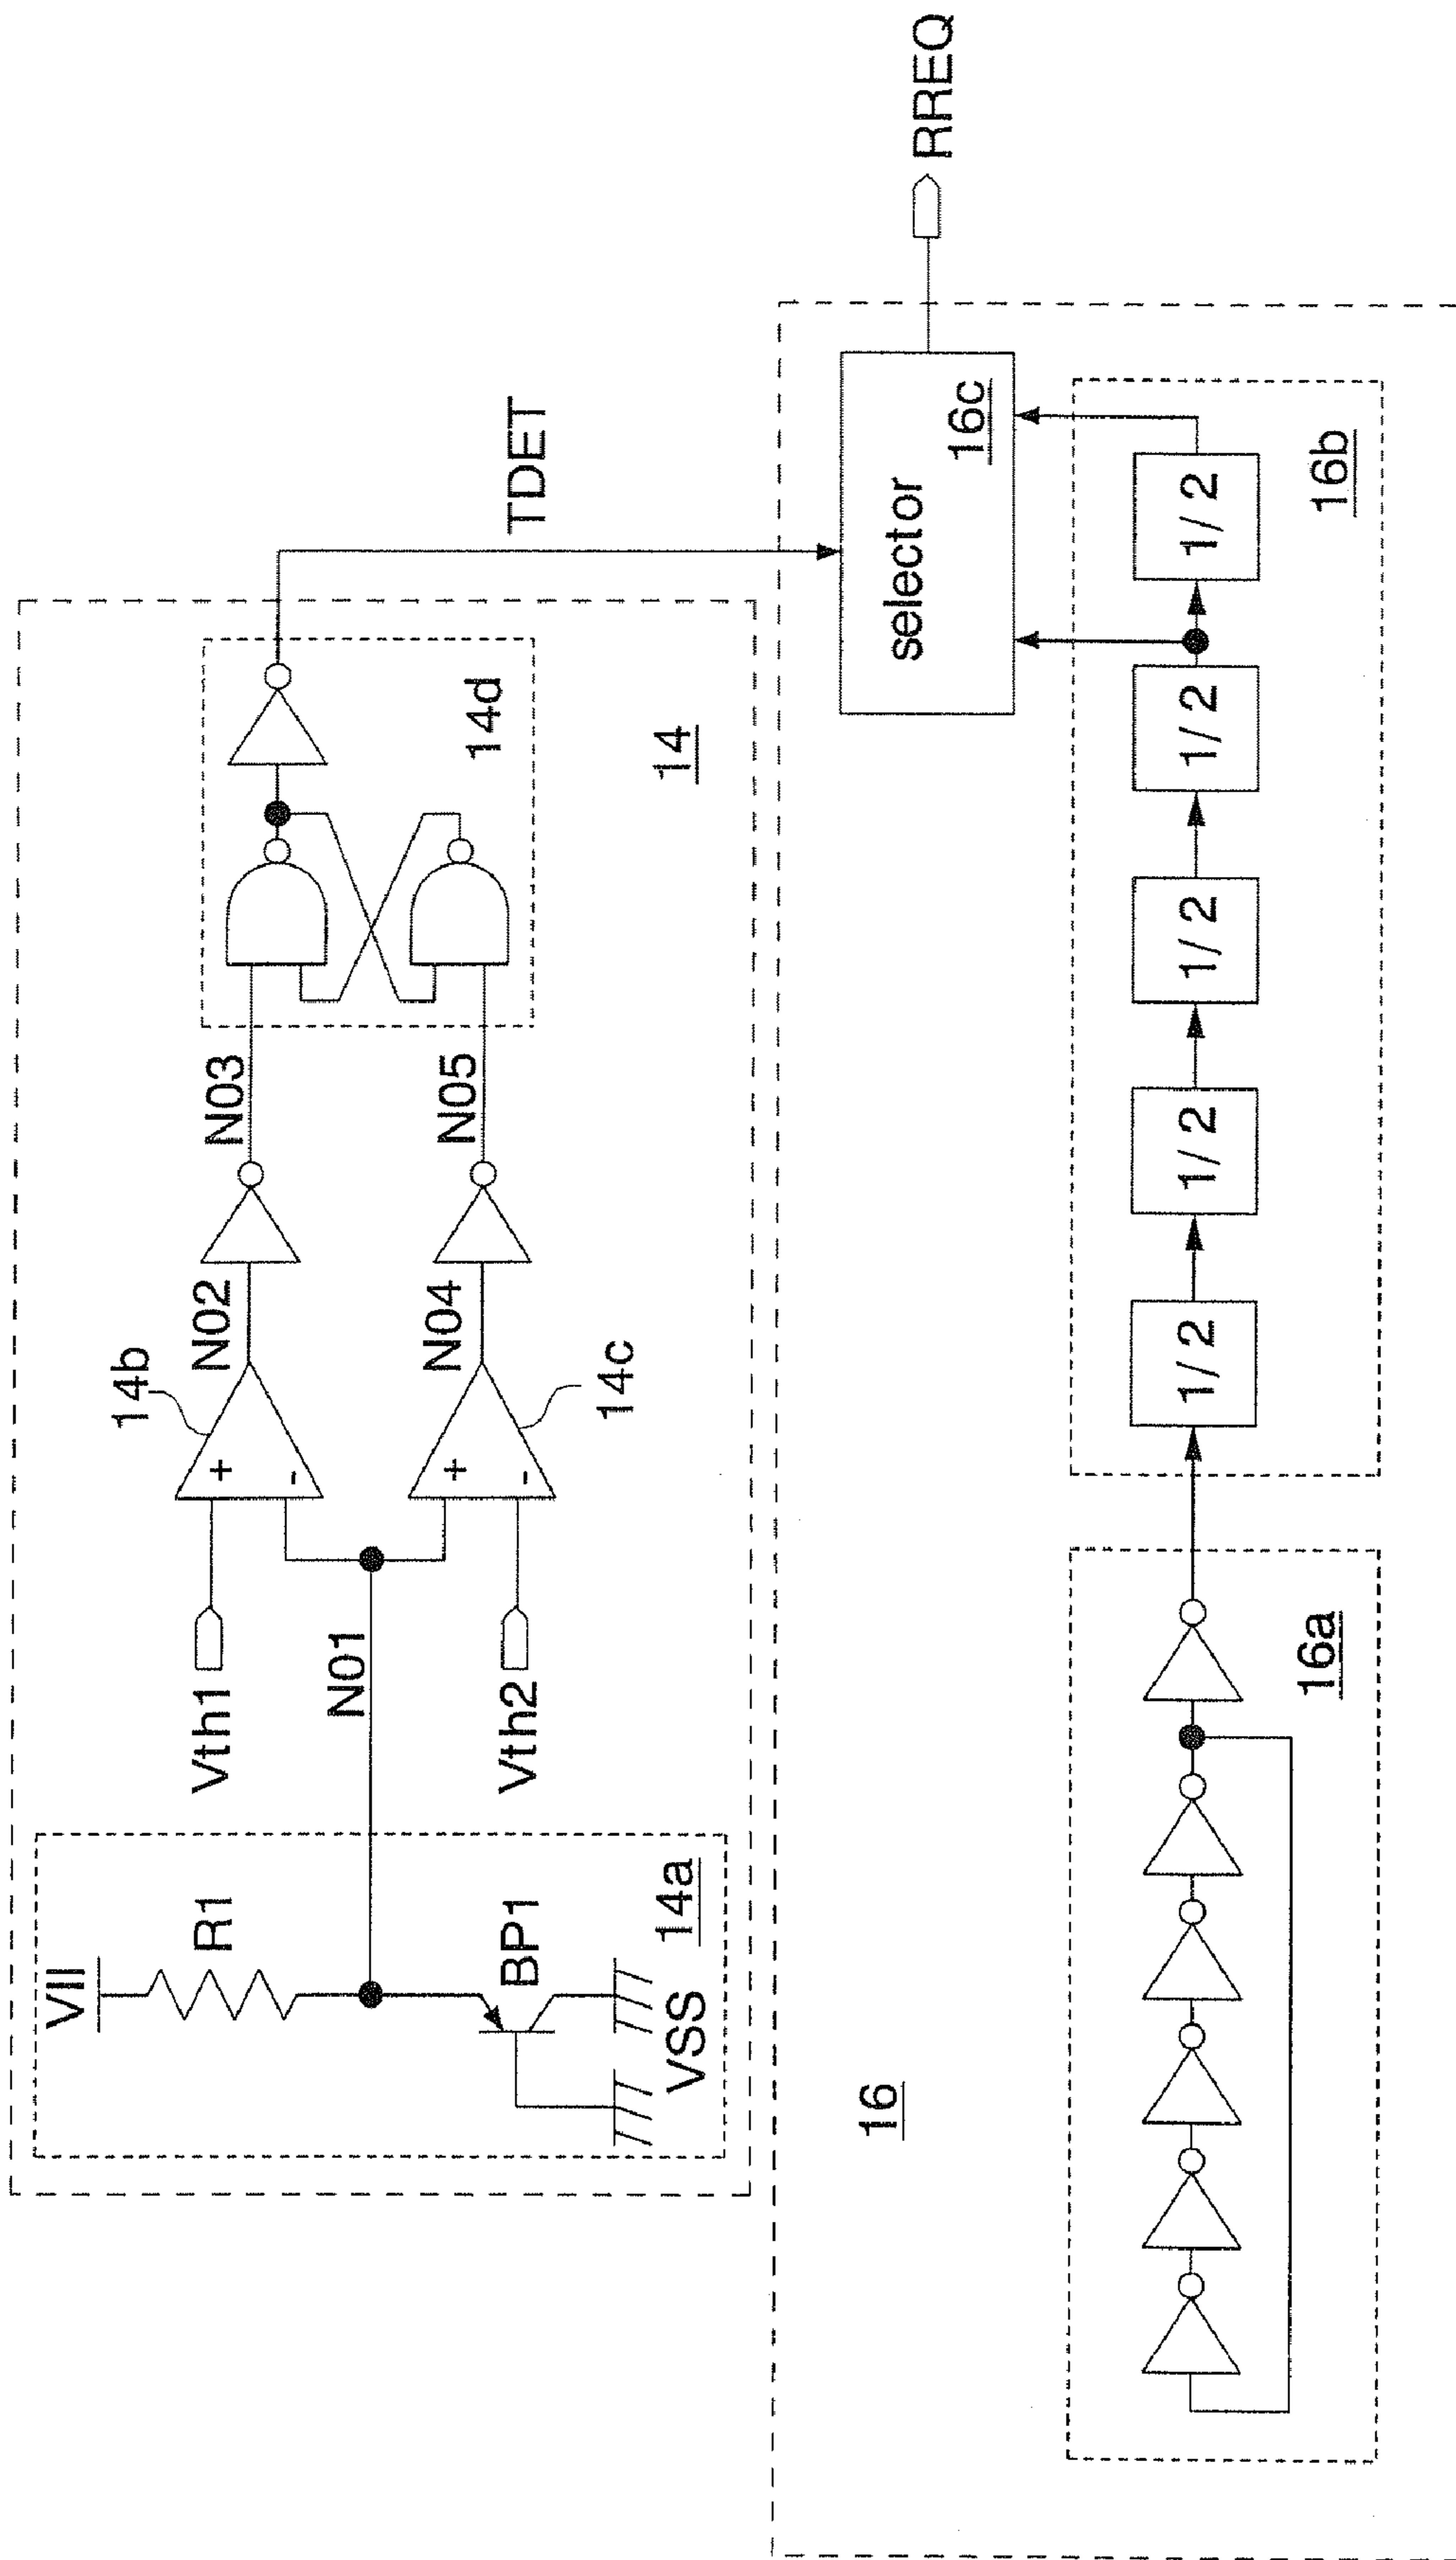 VII
R1
BP1
VSS
14a
N01
Vth1
Vth2
14b
+
-
14c
+
-
N02
N04
N03
N05
14d
14
TDET
16
16a
1/2
1/2
1/2
1/2
1/2
16b
selector
16c
RREQ